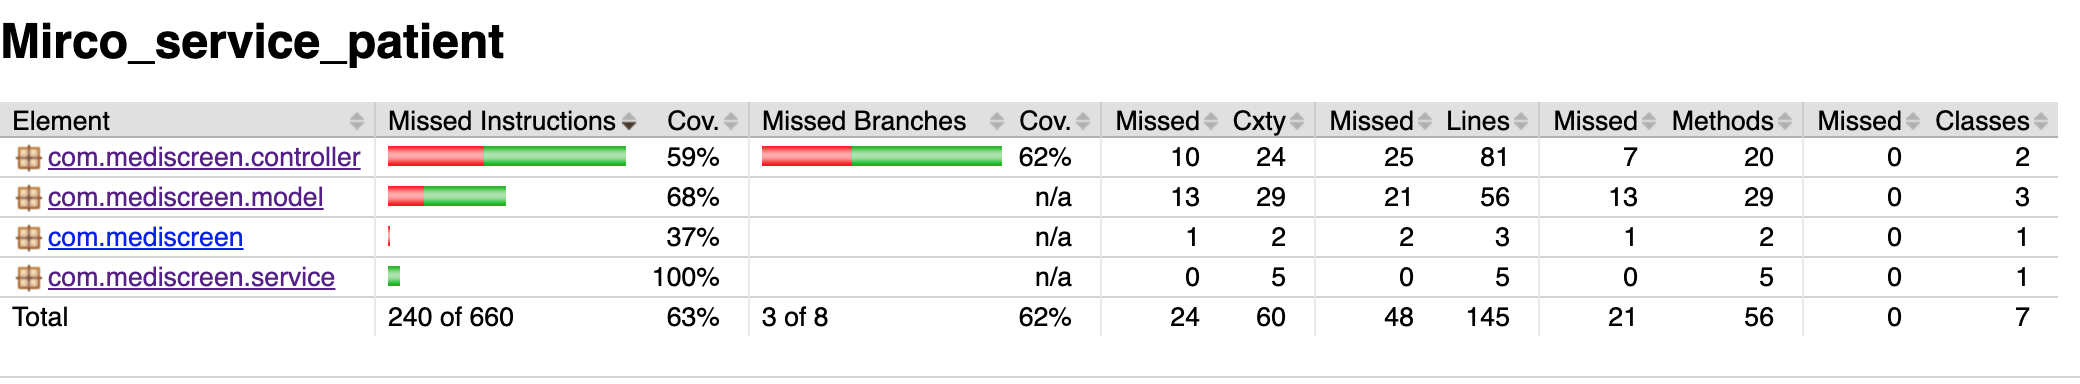 Mirco_service_patient
Element Missed Instructions Cov. Missed Branches Cov. Missed Cxty Missed Lines Missed Methods Missed Classes
com.mediscreen.controller 59% 62% 10 24 25 81 7 20 0 2
com.mediscreen.model 68% n/a 13 29 21 56 13 29 0 3
com.mediscreen 37% n/a 1 2 2 3 1 2 0 1
com.mediscreen.service 100% n/a 0 5 0 5 0 5 0 1
Total 240 of 660 63% 3 of 8 62% 24 60 48 145 21 56 0 7